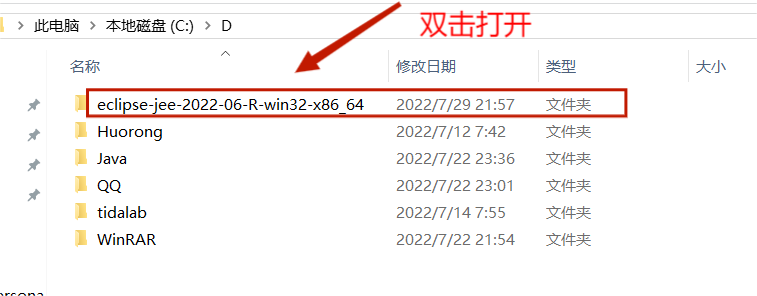 此电脑 › 本地磁盘 (C:) › D
双击打开
名称 修改日期 类型 大小
eclipse-jee-2022-06-R-win32-x86_64 2022/7/29 21:57 文件夹
Huorong 2022/7/12 7:42 文件夹
Java 2022/7/22 23:36 文件夹
QQ 2022/7/22 23:01 文件夹
tidalab 2022/7/14 7:55 文件夹
WinRAR 2022/7/22 21:54 文件夹